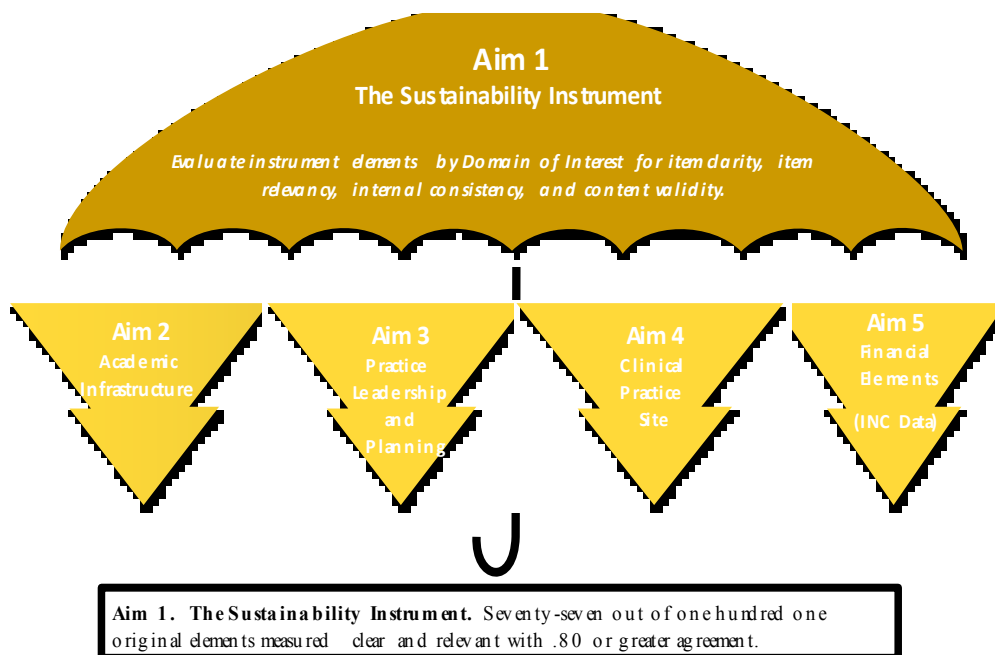 Aim 1
The Sustainability Instrument
Evaluate instrument elements by Domain of Interest for item clarity, item
relevancy, internal consistency, and content validity.
Aim 2
Academic
Infrastructure
Aim 3
Practice
Leadership
and
Planning
Aim 4
Clinical
Practice
Site
Aim 5
Financial
Elements
(INC Data)
Aim 1. The Sustainability Instrument. Seventy-seven out of one hundred one
original elements measured clear and relevant with .80 or greater agreement.